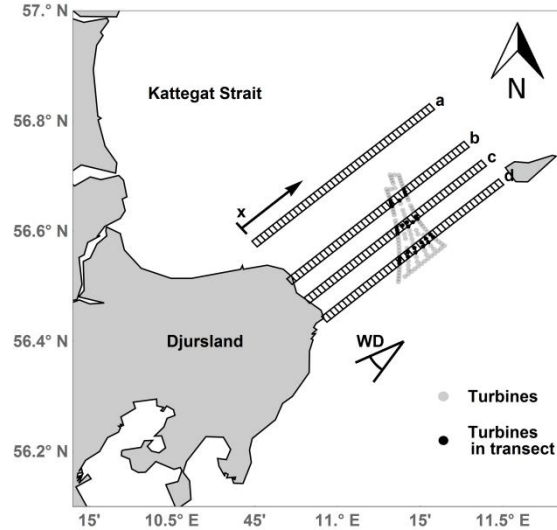 57.° N
56.8° N
56.6° N
56.4° N
56.2° N
Kattegat Strait
N
a
b
c
d
x
Djursland
WD
Turbines
Turbines
in transect
15' 10.5° E 45' 11.° E 15' 11.5° E